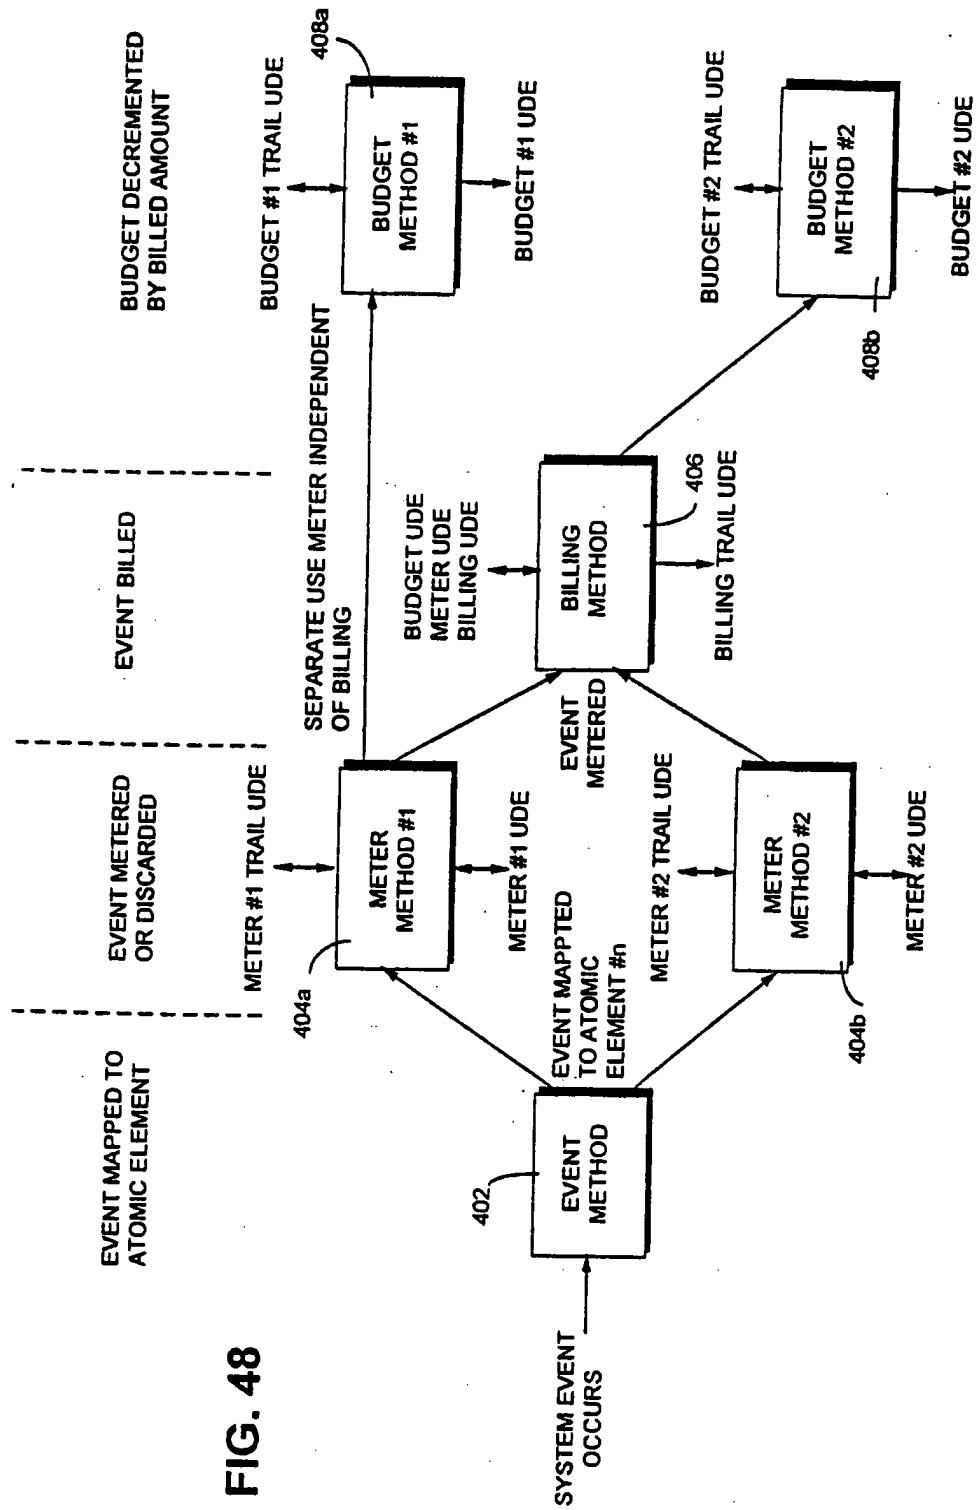 FIG. 48
EVENT MAPPED TO
ATOMIC ELEMENT
EVENT METERED
OR DISCARDED
EVENT BILLED
BUDGET DECREMENTED
BY BILLED AMOUNT
SYSTEM EVENT
OCCURS
402
EVENT
METHOD
EVENT MAPPTED
TO ATOMIC
ELEMENT #n
METER #1 TRAIL UDE
404a
METER
METHOD #1
METER #1 UDE
METER #2 TRAIL UDE
METER
METHOD #2
404b
METER #2 UDE
SEPARATE USE METER INDEPENDENT
OF BILLING
EVENT
METERED
BUDGET UDE
METER UDE
BILLING UDE
BILLING
METHOD
406
BILLING TRAIL UDE
BUDGET #1 TRAIL UDE
408a
BUDGET
METHOD #1
BUDGET #1 UDE
BUDGET #2 TRAIL UDE
BUDGET
METHOD #2
408b
BUDGET #2 UDE